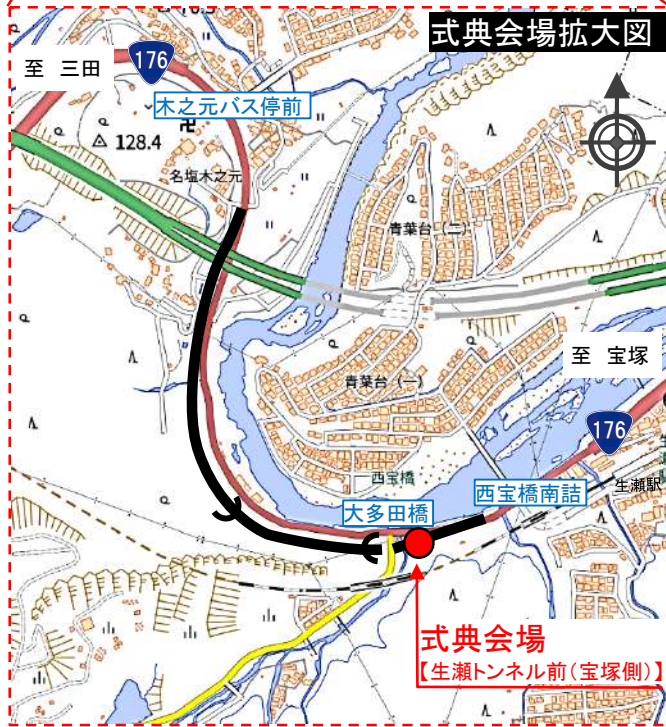 式典会場拡大図
至 三田
176
木之元バス停前
卍
128.4
名塩木之元
青葉台(二)
至 宝塚
青葉台(一)
176
西宝橋
西宝橋南詰
生瀬駅
大多田橋
式典会場
【生瀬トンネル前(宝塚側)】